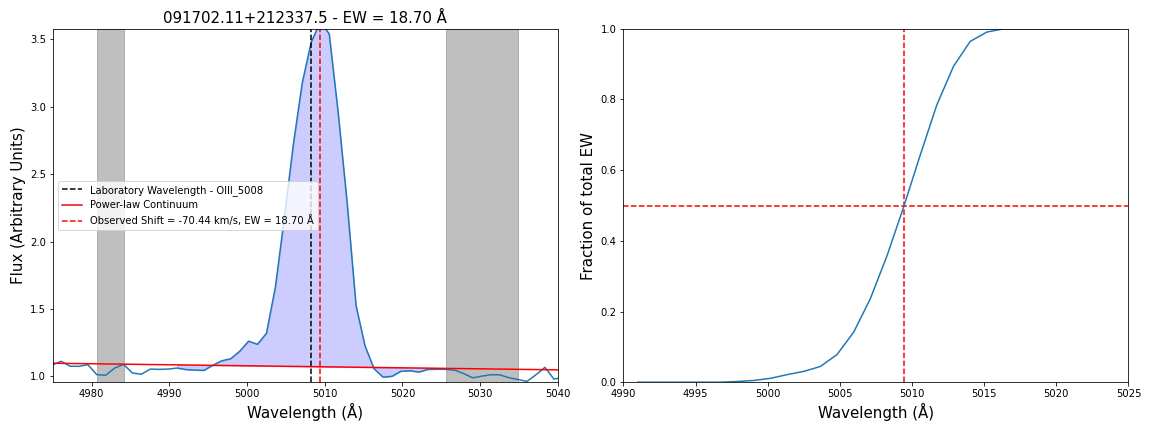 091702.11+212337.5 - EW = 18.70 Å
3.5
3.0
2.5
2.0
1.5
1.0
Flux (Arbitrary Units)
Laboratory Wavelength - OIII_5008
Power-law Continuum
Observed Shift = -70.44 km/s, EW = 18.70 Å
4980 4990 5000 5010 5020 5030 5040
Wavelength (Å)
1.0
0.8
0.6
0.4
0.2
0.0
Fraction of total EW
4990 4995 5000 5005 5010 5015 5020 5025
Wavelength (Å)